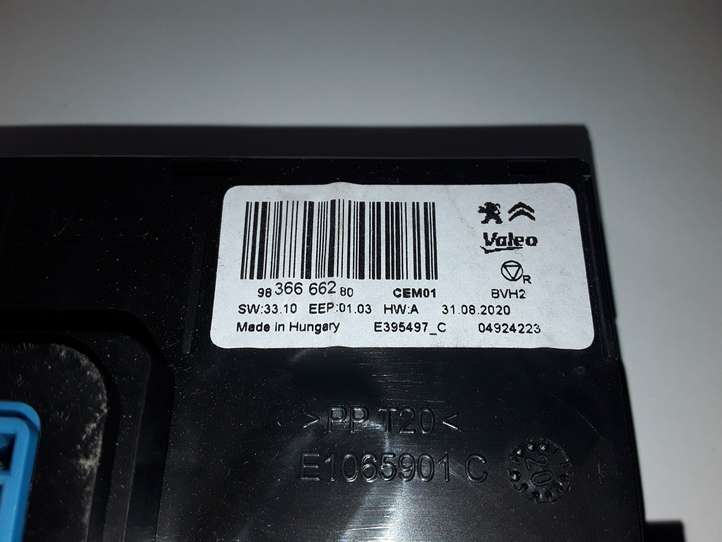 Valeo
98 366 662 80 CEM01 BVH2
R
SW:33.10 EEP:01.03 HW:A 31.08.2020
Made in Hungary E395497_C 04924223
>PP T20<
E1065901 C
20